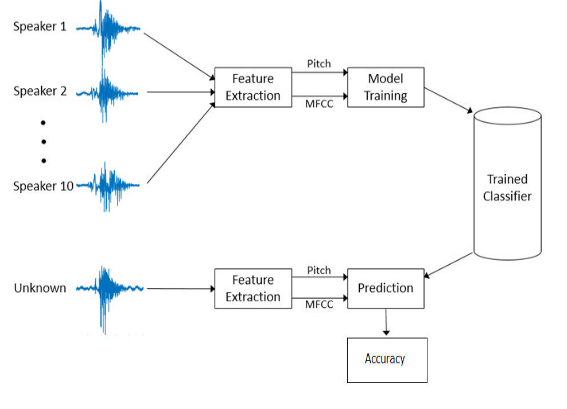 Speaker 1
Speaker 2
Speaker 10
Feature
Extraction
Pitch
MFCC
Model
Training
Trained
Classifier
Unknown
Feature
Extraction
Pitch
MFCC
Prediction
Accuracy